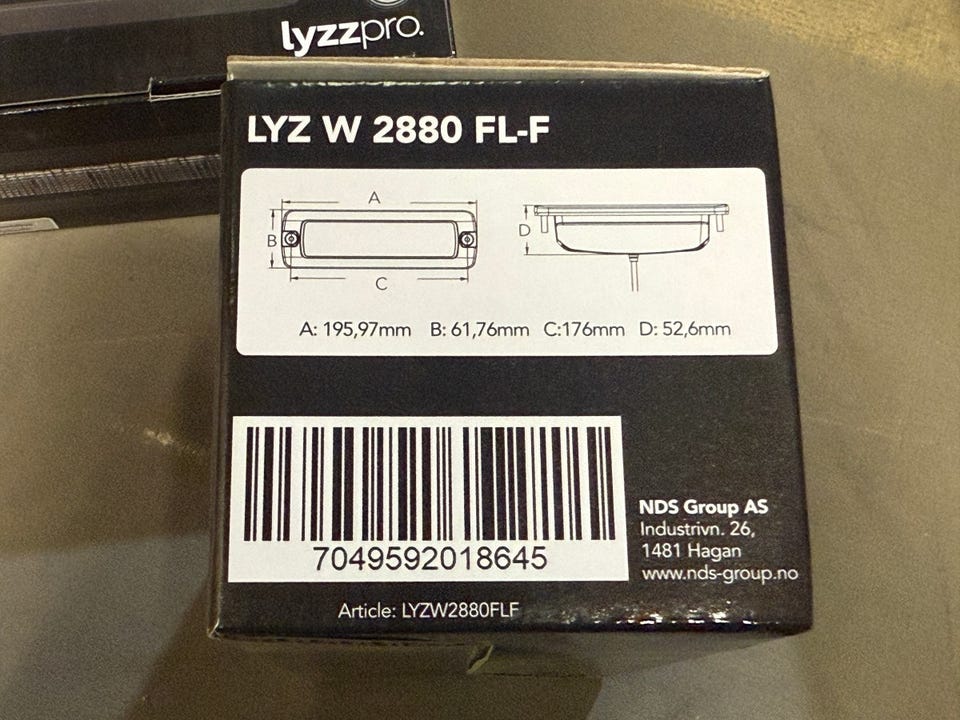 lyzzpro.
LYZ W 2880 FL-F
A
B
C
D
A: 195,97mm B: 61,76mm C:176mm D: 52,6mm
7049592018645
NDS Group AS
Industrivn. 26,
1481 Hagan
www.nds-group.no
Article: LYZW2880FLF